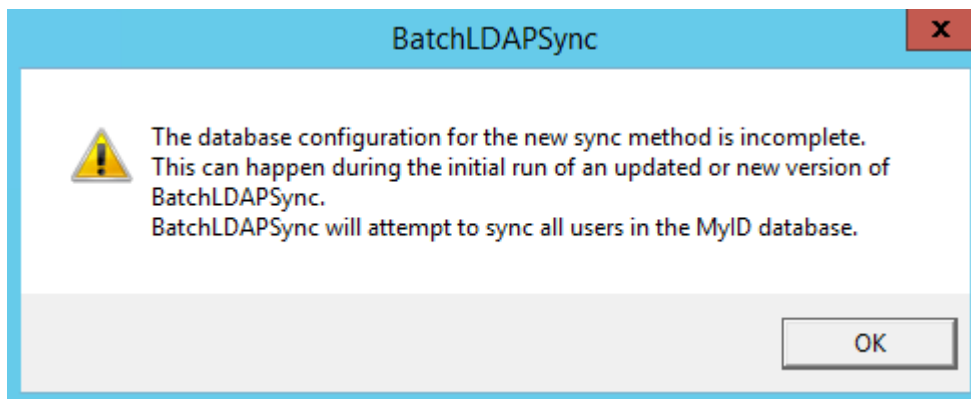 BatchLDAPSync
x
The database configuration for the new sync method is incomplete.
This can happen during the initial run of an updated or new version of
BatchLDAPSync.
BatchLDAPSync will attempt to sync all users in the MyID database.
OK